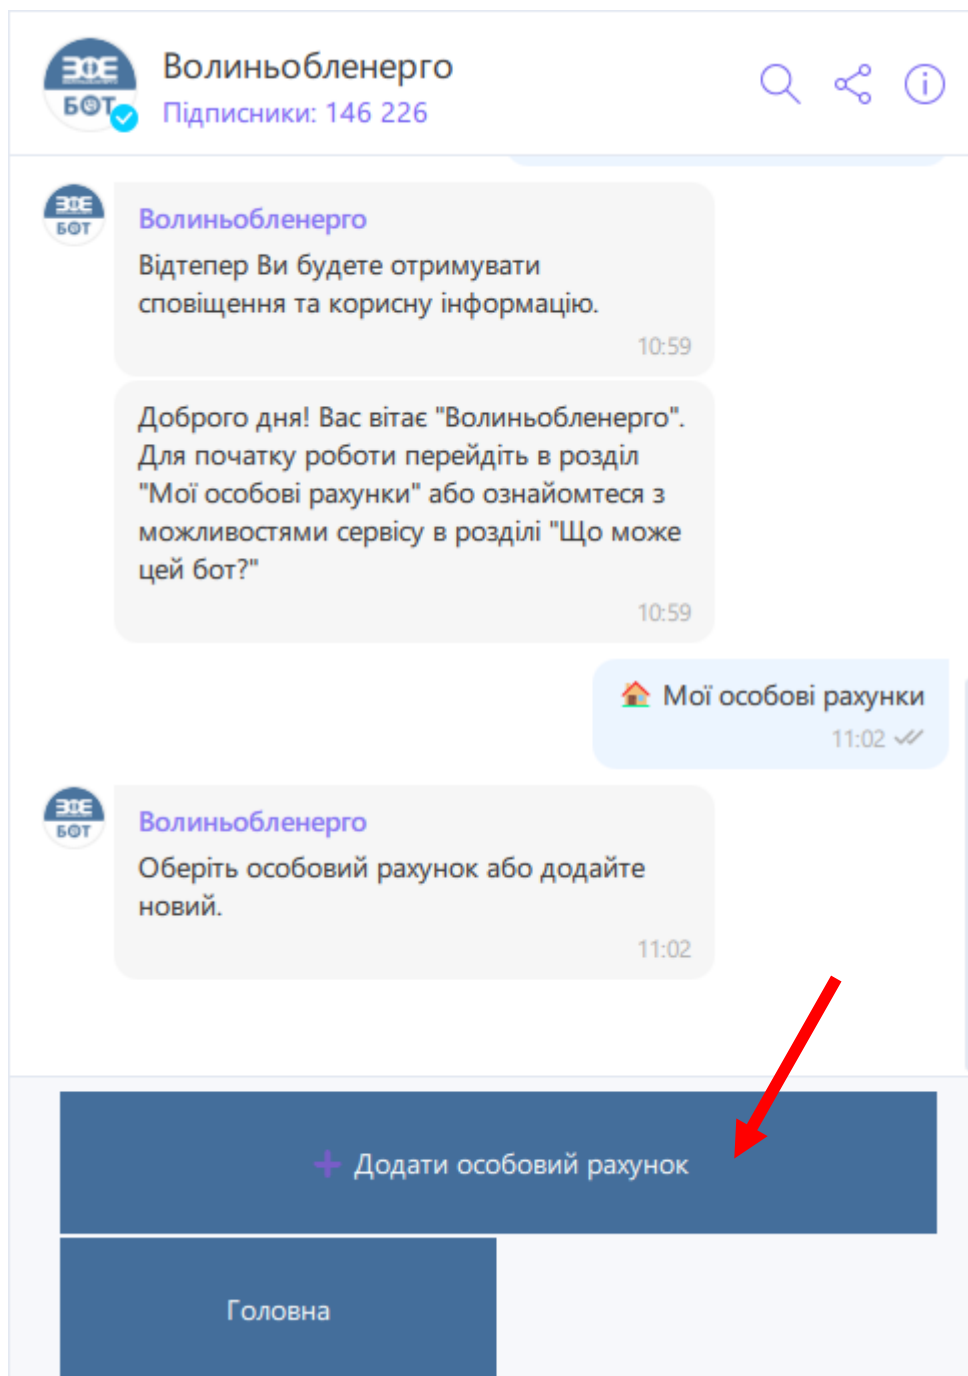 ЗФЕ
БОТ
Волиньобленерго
Підписники: 146 226
ЗФЕ
БОТ
Волиньобленерго
Відтепер Ви будете отримувати
сповіщення та корисну інформацію.
10:59
Доброго дня! Вас вітає "Волиньобленерго".
Для початку роботи перейдіть в розділ
"Мої особові рахунки" або ознайомтеся з
можливостями сервісу в розділі "Що може
цей бот?"
10:59
Мої особові рахунки
11:02
ЗФЕ
БОТ
Волиньобленерго
Оберіть особовий рахунок або додайте
новий.
11:02
+ Додати особовий рахунок
Головна